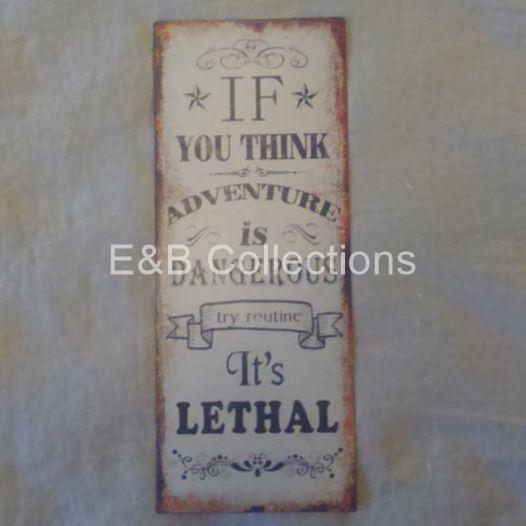 IF
YOU THINK
ADVENTURE
is
DANGEROUS
try routine
It's
LETHAL
E&B Collections